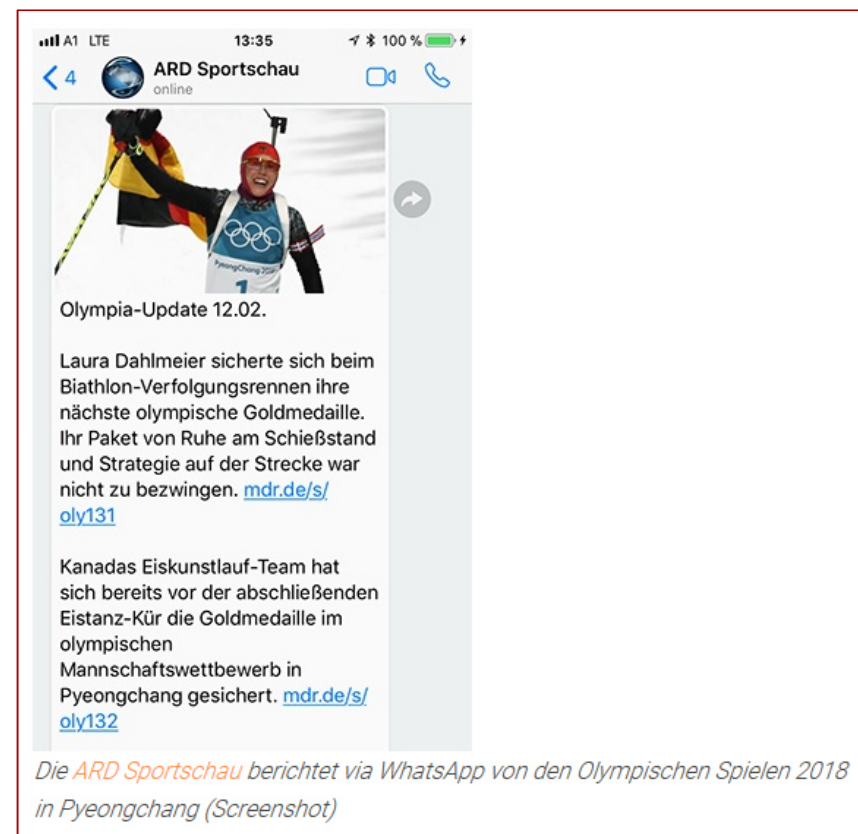 A1 LTE 13:35 100 %
4 ARD Sportschau
online
PyeongChang 2018
1
Olympia-Update 12.02.
Laura Dahlmeier sicherte sich beim
Biathlon-Verfolgungsrennen ihre
nächste olympische Goldmedaille.
Ihr Paket von Ruhe am Schießstand
und Strategie auf der Strecke war
nicht zu bezwingen. mdr.de/s/
oly131
Kanadas Eiskunstlauf-Team hat
sich bereits vor der abschließenden
Eistanz-Kür die Goldmedaille im
olympischen
Mannschaftswettbewerb in
Pyeongchang gesichert. mdr.de/s/
oly132
Die ARD Sportschau berichtet via WhatsApp von den Olympischen Spielen 2018
in Pyeongchang (Screenshot)